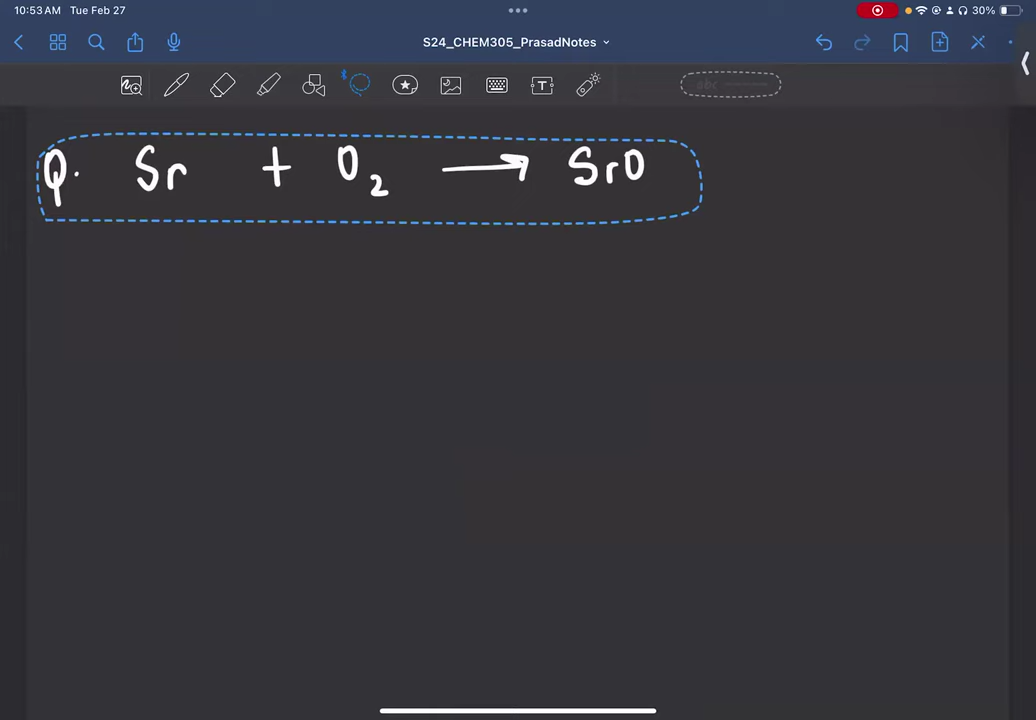 10:53 AM Tue Feb 27
30%
S24_CHEM305_PrasadNotes
Q. Sr + O₂ ⟶ SrO